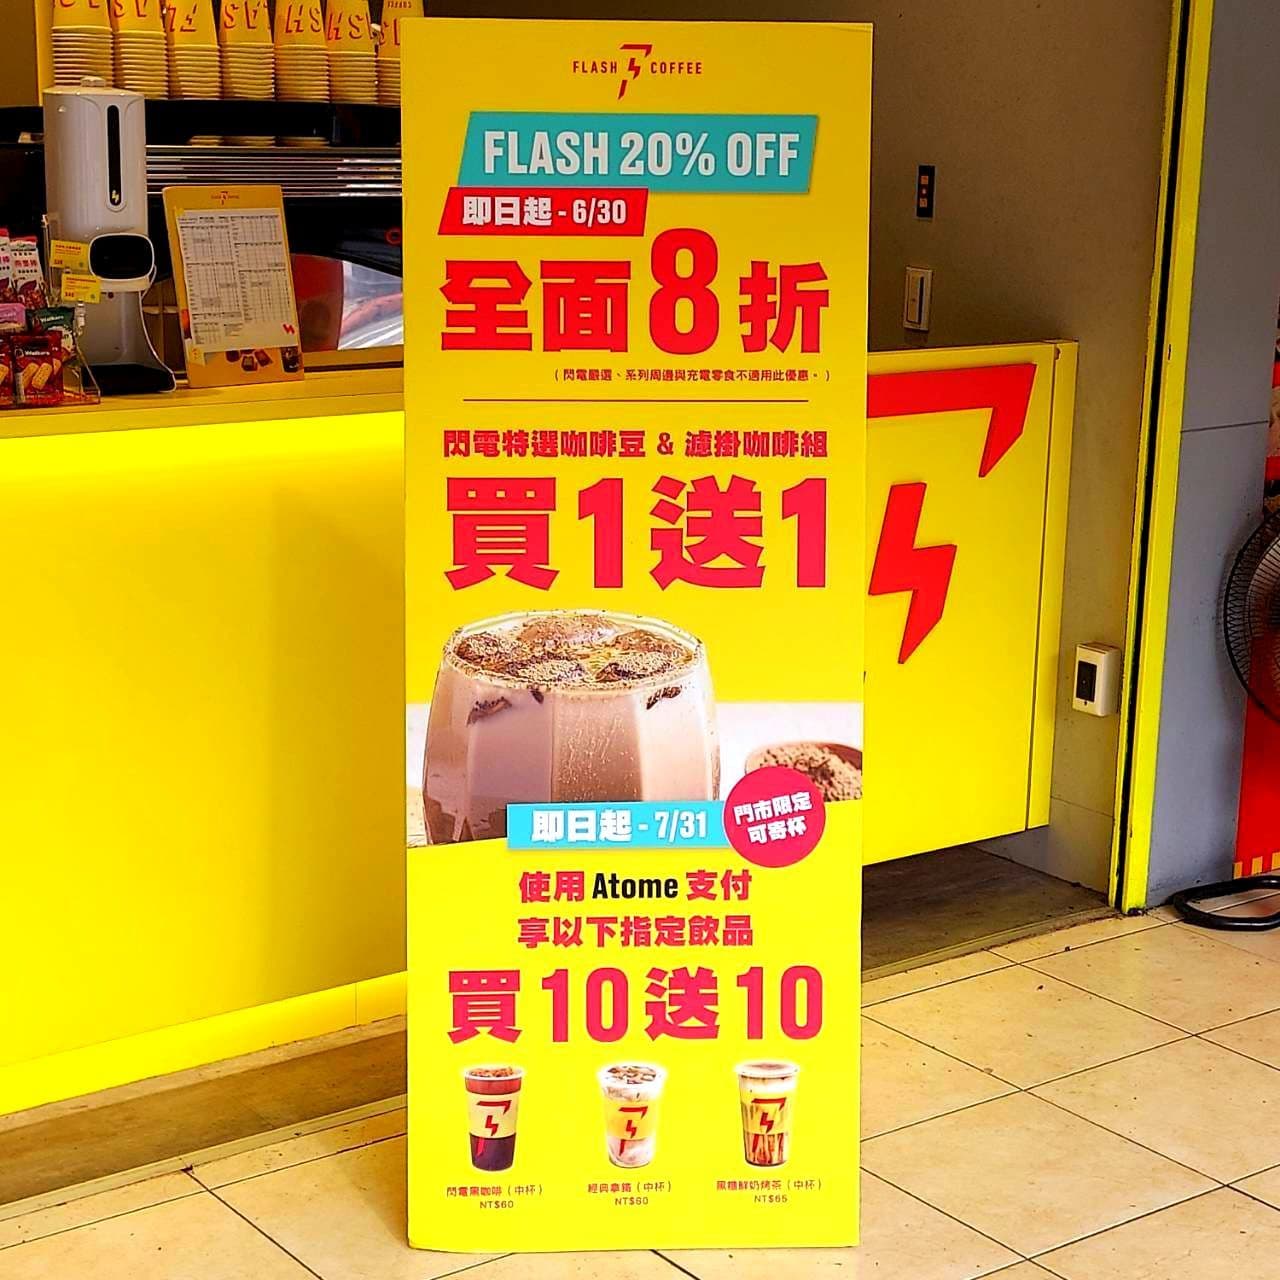 FLASH COFFEE
FLASH 20% OFF
即日起 - 6/30
全面8折
（閃電嚴選、系列周邊與充電零食不適用此優惠。）
閃電特選咖啡豆 & 濾掛咖啡組
買1送1
即日起 - 7/31
門市限定
可寄杯
使用 Atome 支付
享以下指定飲品
買10送10
閃電黑咖啡（中杯）
NT$60
經典拿鐵（中杯）
NT$60
黑糖鮮奶烤茶（中杯）
NT$65
Walkers